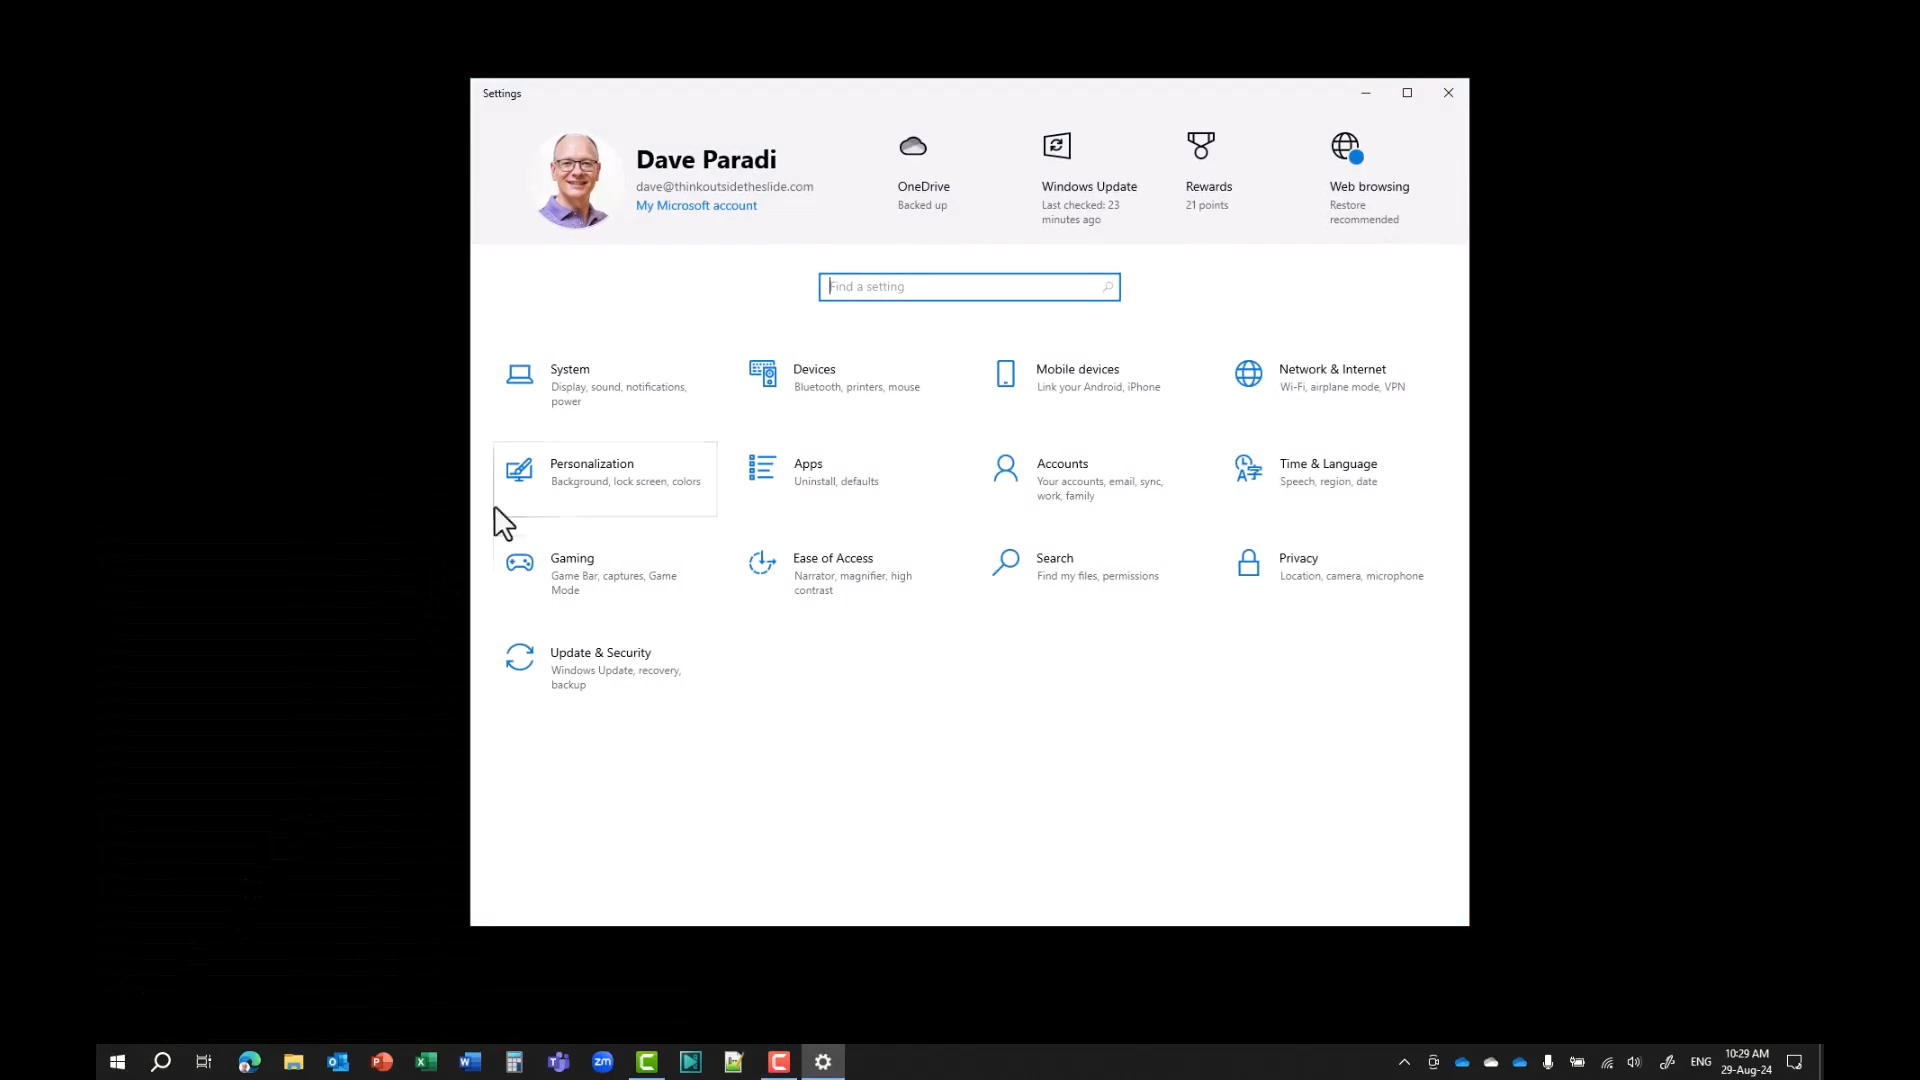 Settings
Dave Paradi
dave@thinkoutsidetheslide.com
My Microsoft account
OneDrive
Backed up
Windows Update
Last checked: 23
minutes ago
Rewards
21 points
Web browsing
Restore
recommended
Find a setting
System
Display, sound, notifications,
power
Devices
Bluetooth, printers, mouse
Mobile devices
Link your Android, iPhone
Network & Internet
Wi-Fi, airplane mode, VPN
Personalization
Background, lock screen, colors
Apps
Uninstall, defaults
Accounts
Your accounts, email, sync,
work, family
Time & Language
Speech, region, date
Gaming
Game Bar, captures, Game
Mode
Ease of Access
Narrator, magnifier, high
contrast
Search
Find my files, permissions
Privacy
Location, camera, microphone
Update & Security
Windows Update, recovery,
backup
zm
ENG
10:29 AM
29-Aug-24